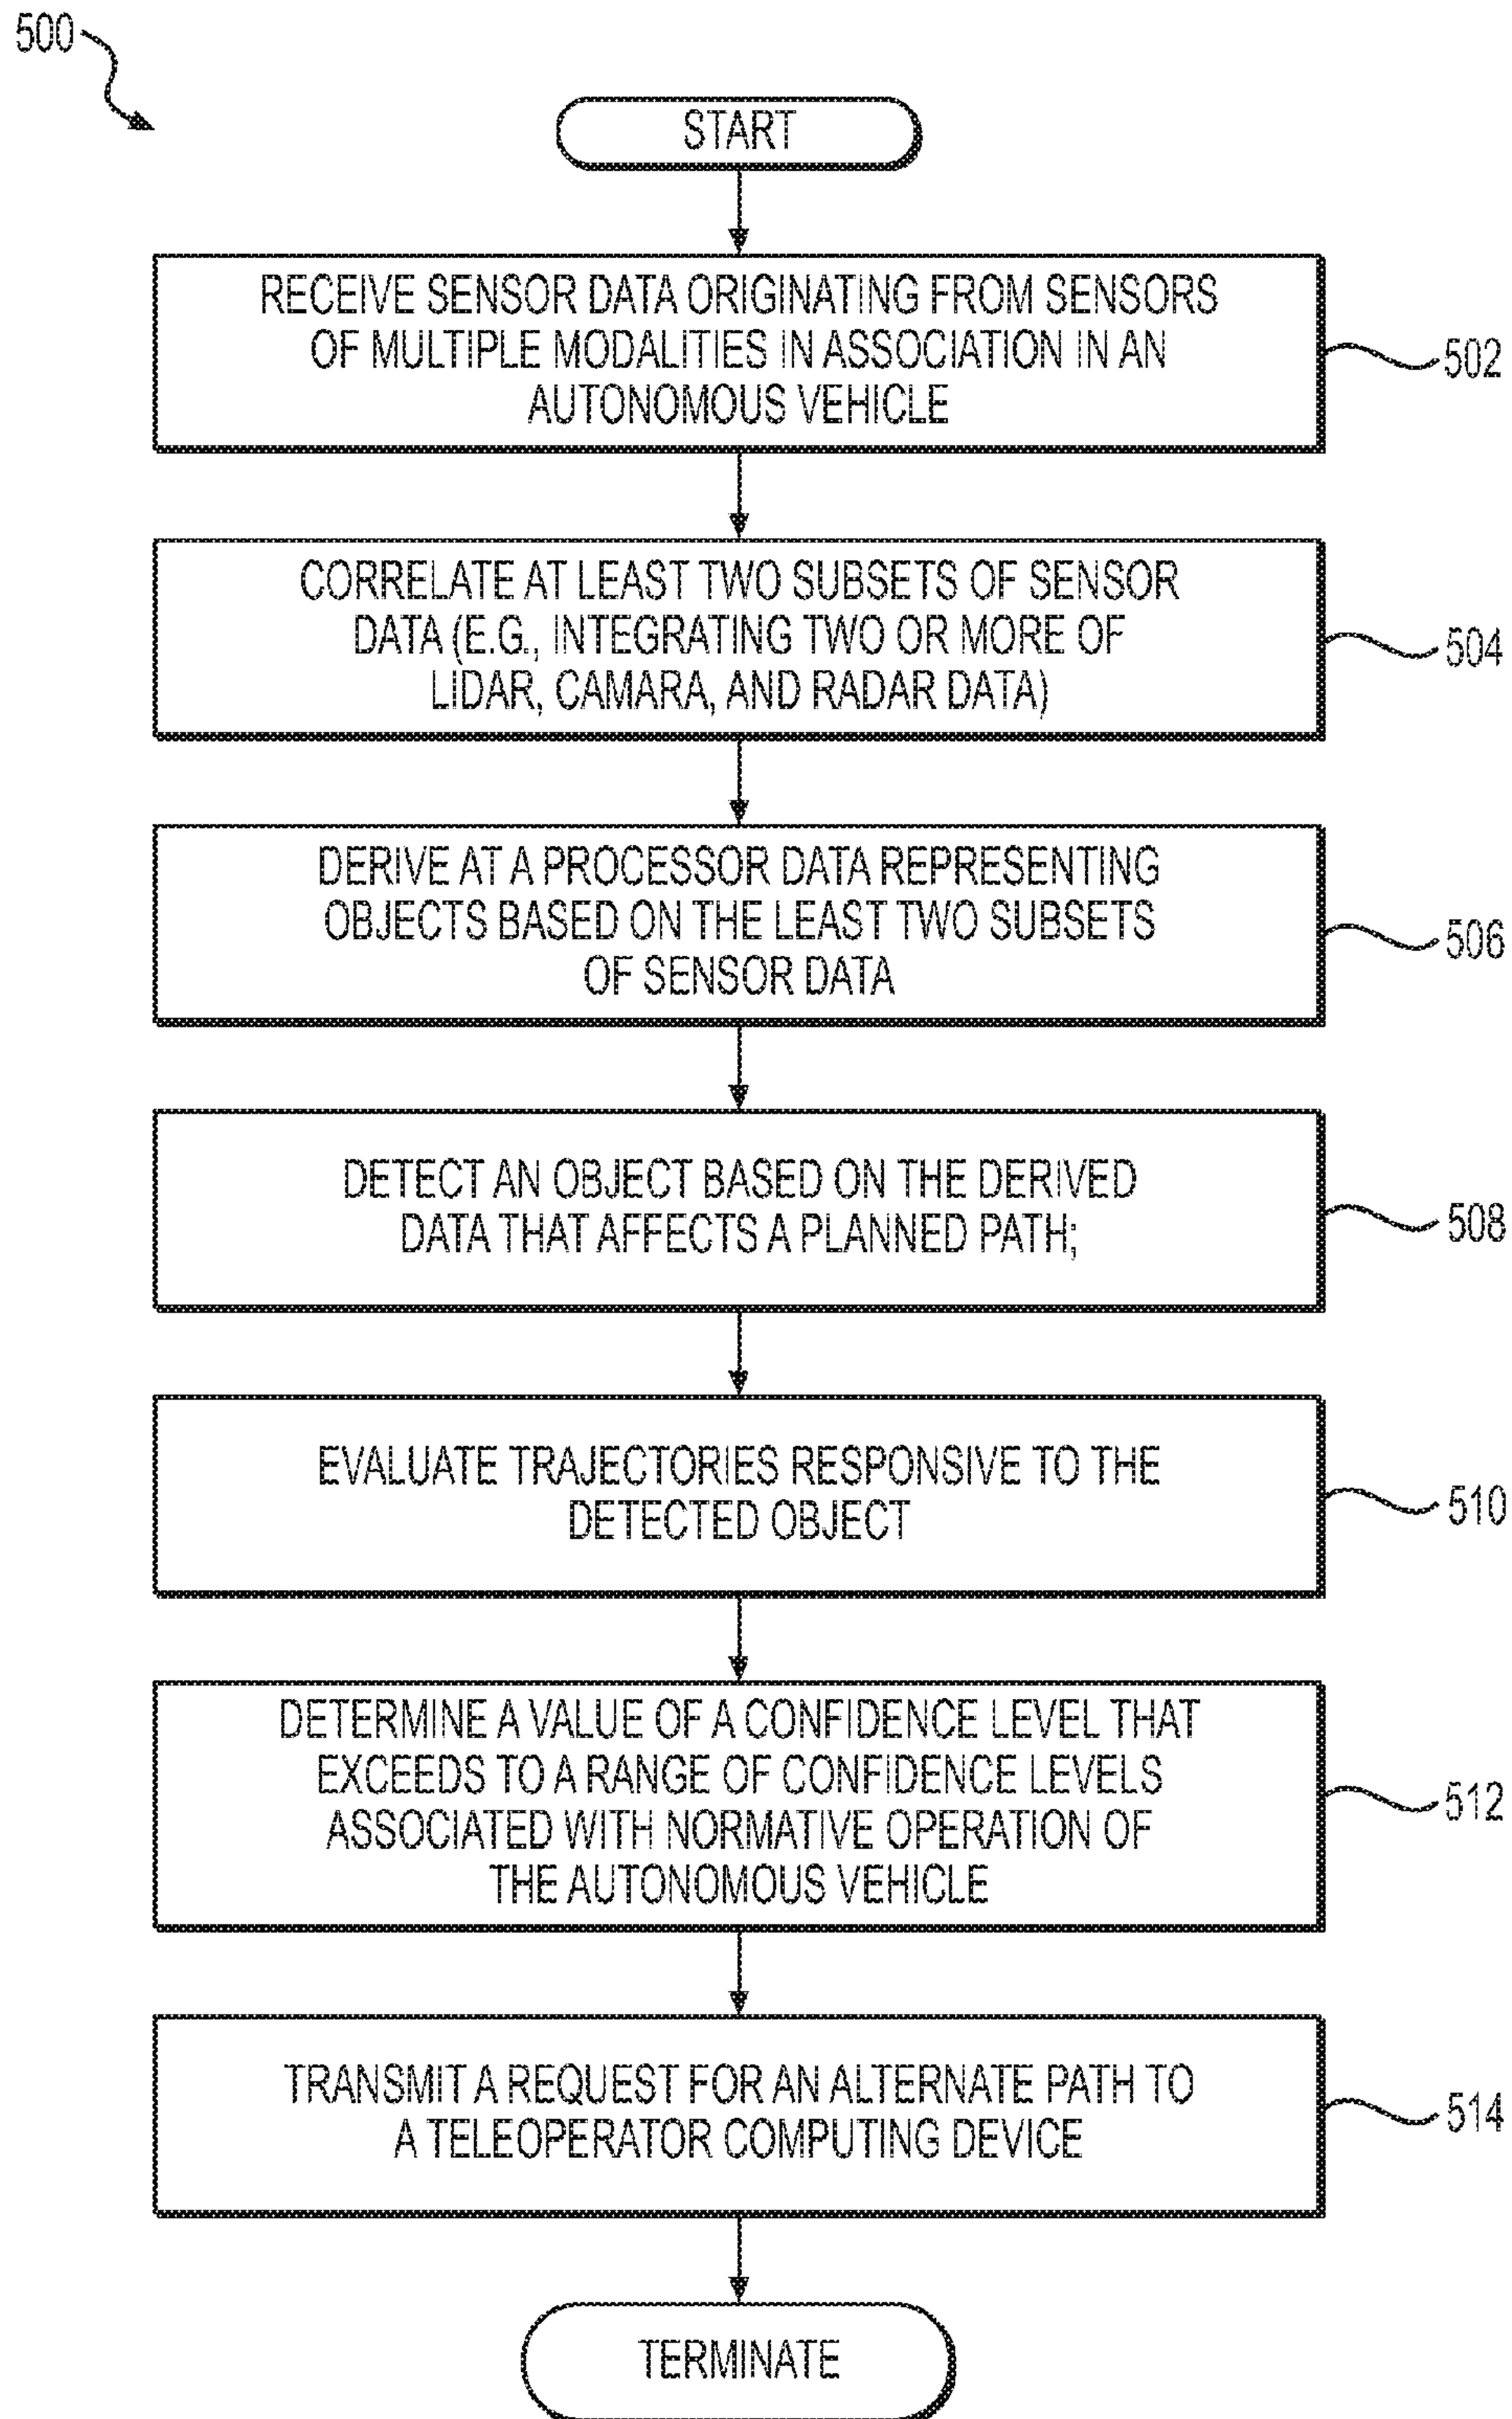 500
START
RECEIVE SENSOR DATA ORIGINATING FROM SENSORS
OF MULTIPLE MODALITIES IN ASSOCIATION IN AN
AUTONOMOUS VEHICLE
502
CORRELATE AT LEAST TWO SUBSETS OF SENSOR
DATA (E.G., INTEGRATING TWO OR MORE OF
LIDAR, CAMARA, AND RADAR DATA)
504
DERIVE AT A PROCESSOR DATA REPRESENTING
OBJECTS BASED ON THE LEAST TWO SUBSETS
OF SENSOR DATA
506
DETECT AN OBJECT BASED ON THE DERIVED
DATA THAT AFFECTS A PLANNED PATH;
508
EVALUATE TRAJECTORIES RESPONSIVE TO THE
DETECTED OBJECT
510
DETERMINE A VALUE OF A CONFIDENCE LEVEL THAT
EXCEEDS TO A RANGE OF CONFIDENCE LEVELS
ASSOCIATED WITH NORMATIVE OPERATION OF
THE AUTONOMOUS VEHICLE
512
TRANSMIT A REQUEST FOR AN ALTERNATE PATH TO
A TELEOPERATOR COMPUTING DEVICE
514
TERMINATE